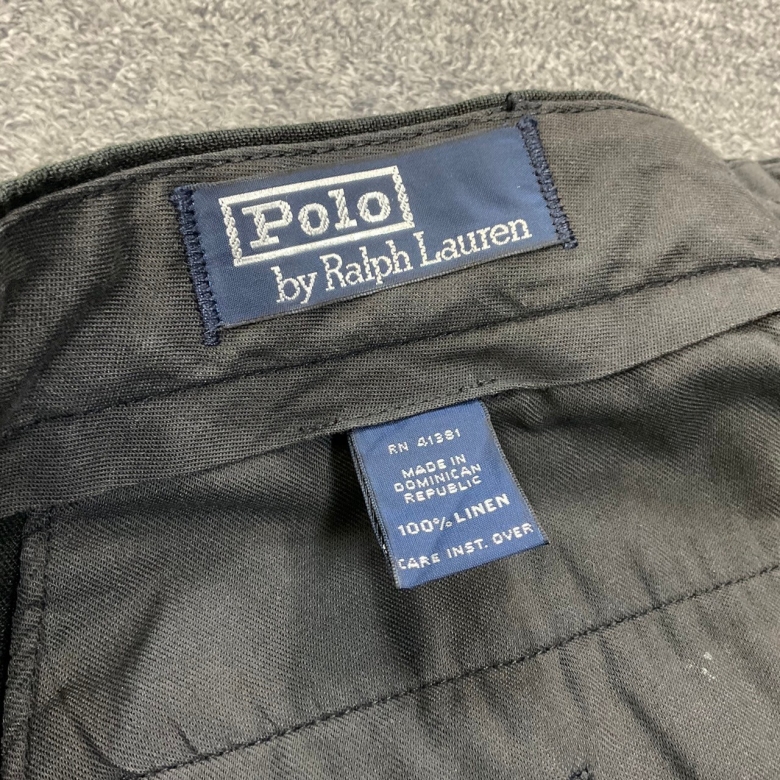 Polo
by Ralph Lauren
RN 41381
MADE IN
DOMINICAN
REPUBLIC
100% LINEN
CARE INST. OVER